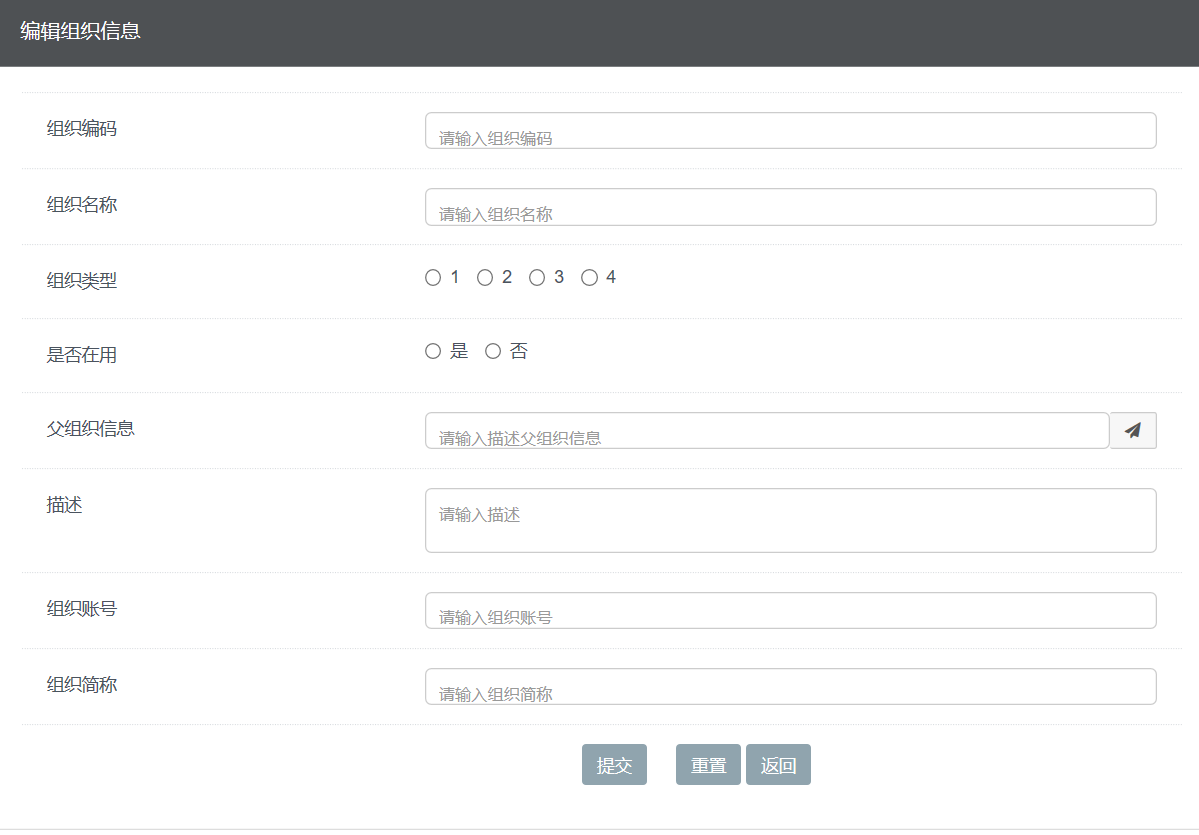 编辑组织信息
组织编码
请输入组织编码
组织名称
请输入组织名称
组织类型
1 2 3 4
是否在用
是 否
父组织信息
请输入描述父组织信息
描述
请输入描述
组织账号
请输入组织账号
组织简称
请输入组织简称
提交 重置 返回